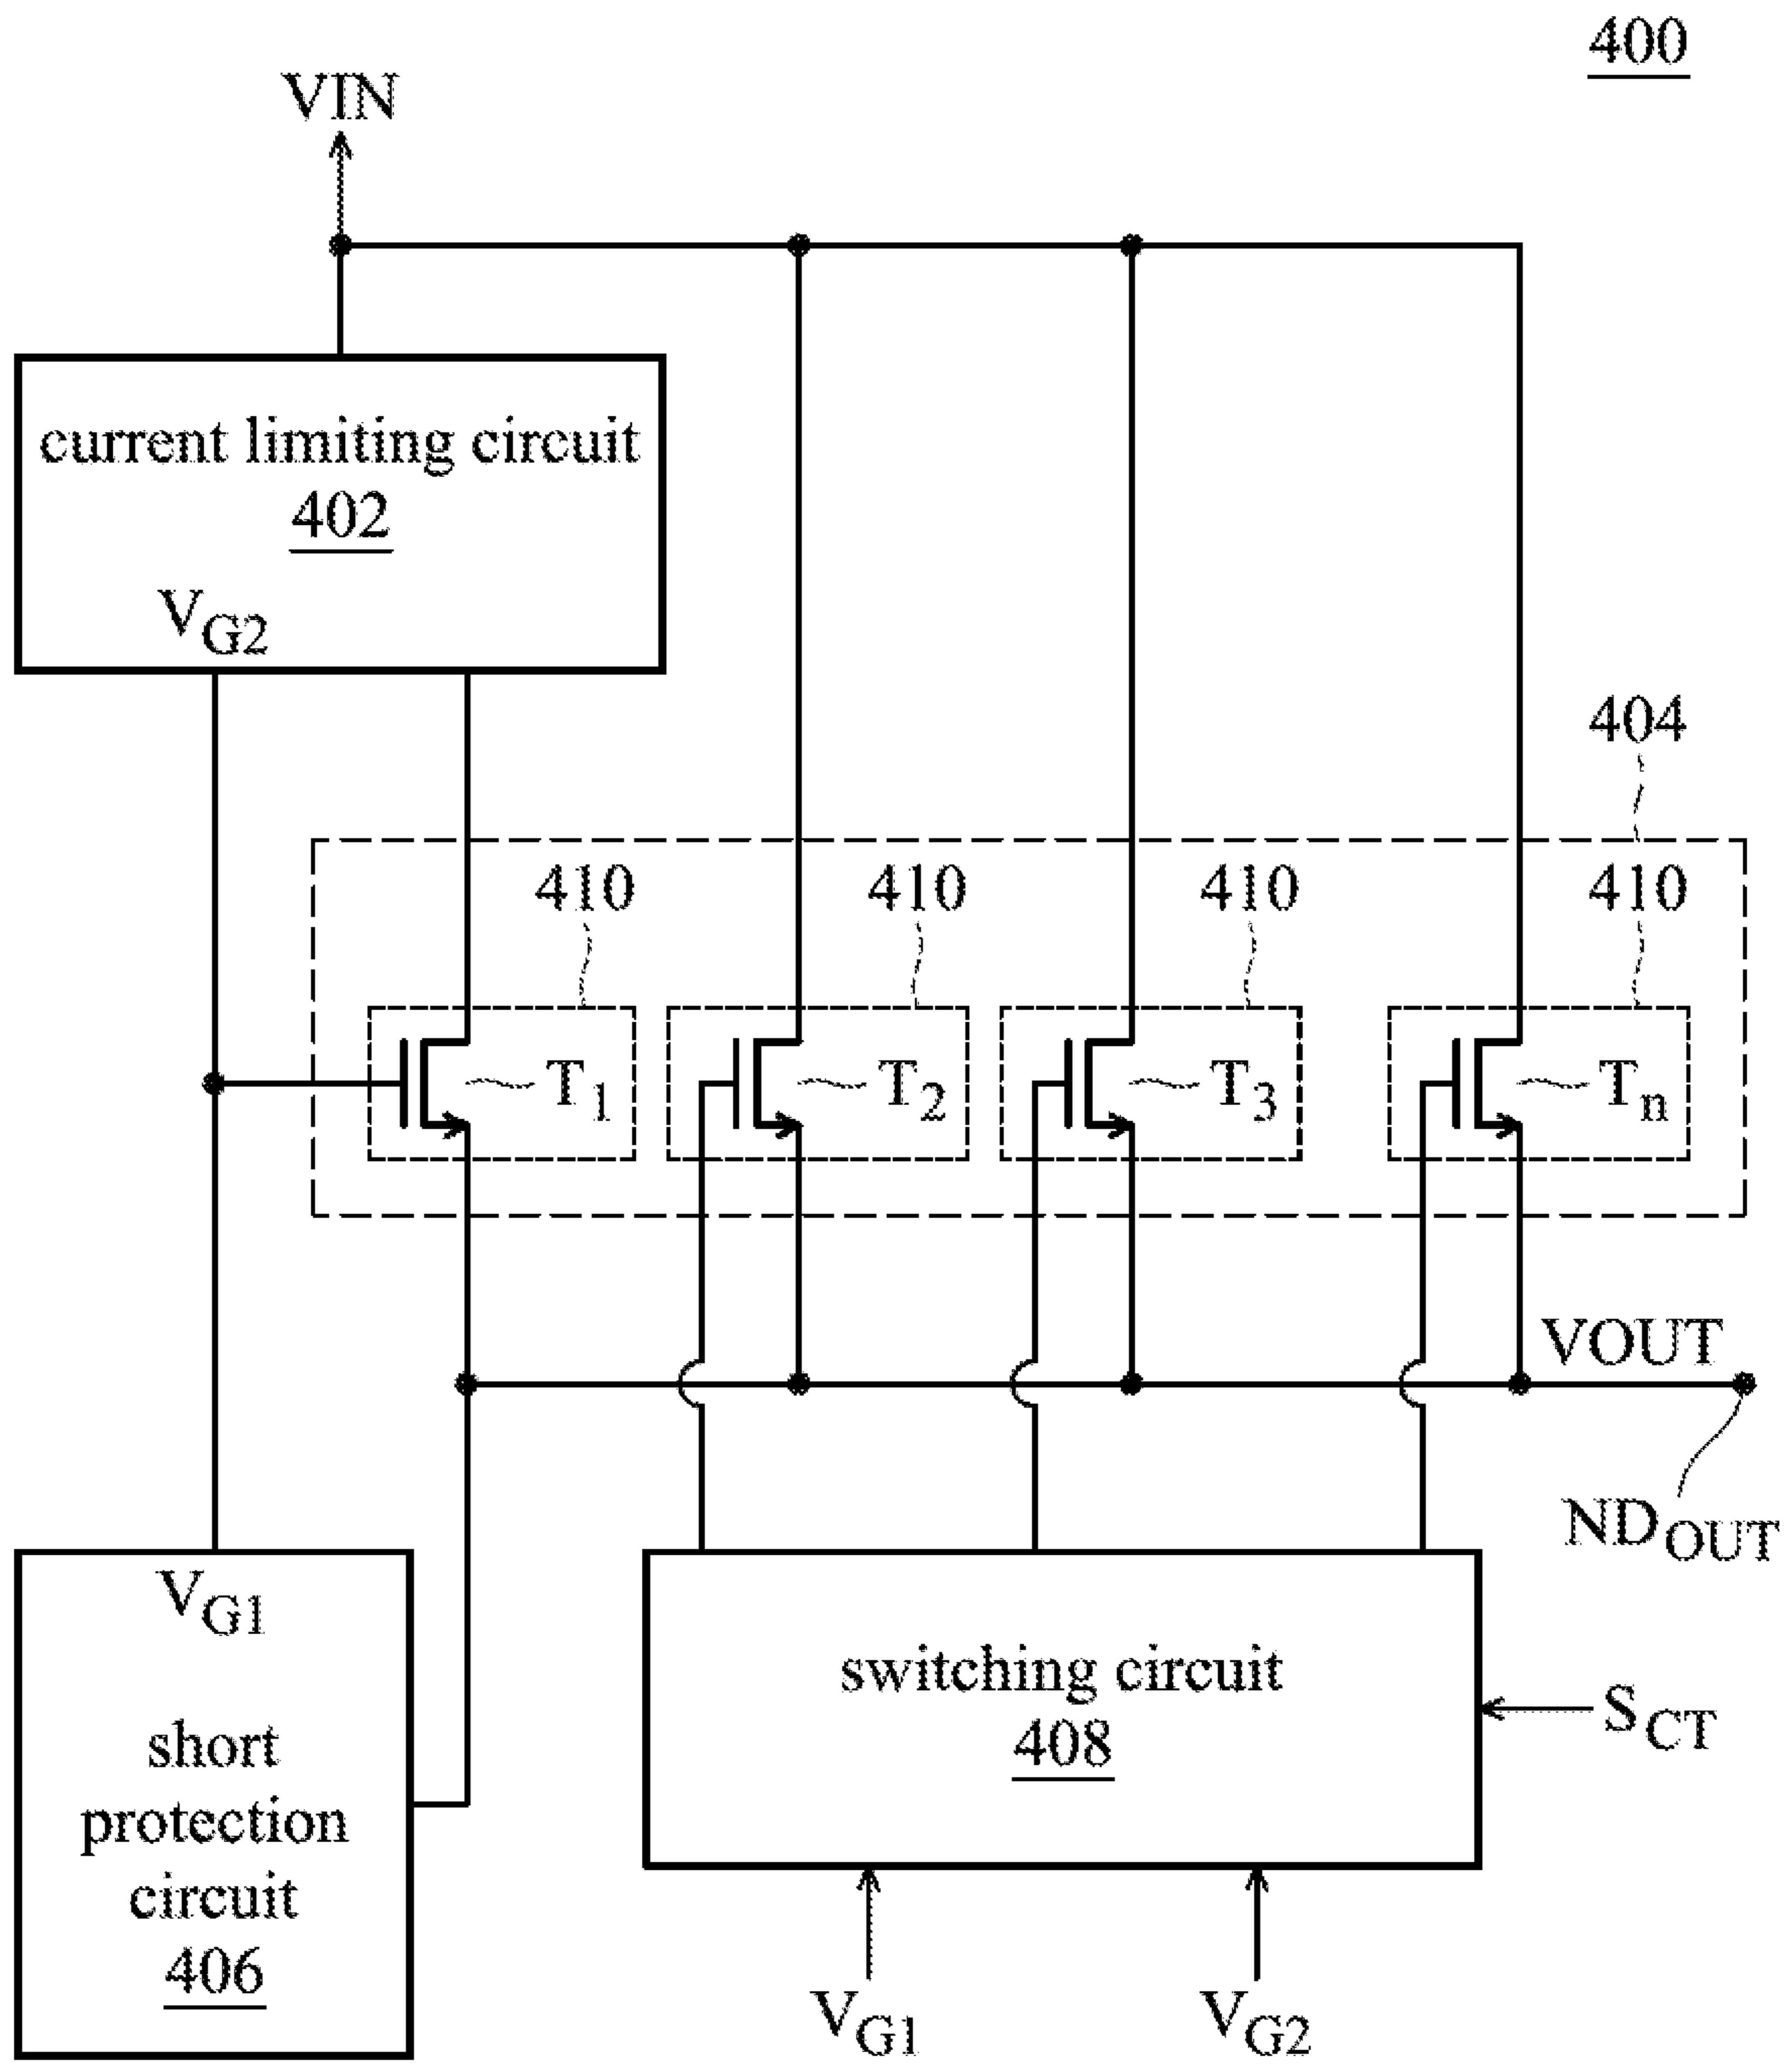 400
VIN
current limiting circuit
402
VG2
404
410 410 410 410
T1 T2 T3 Tn
VOUT
NDOUT
VG1
short
protection
circuit
406
switching circuit
408
SCT
VG1 VG2